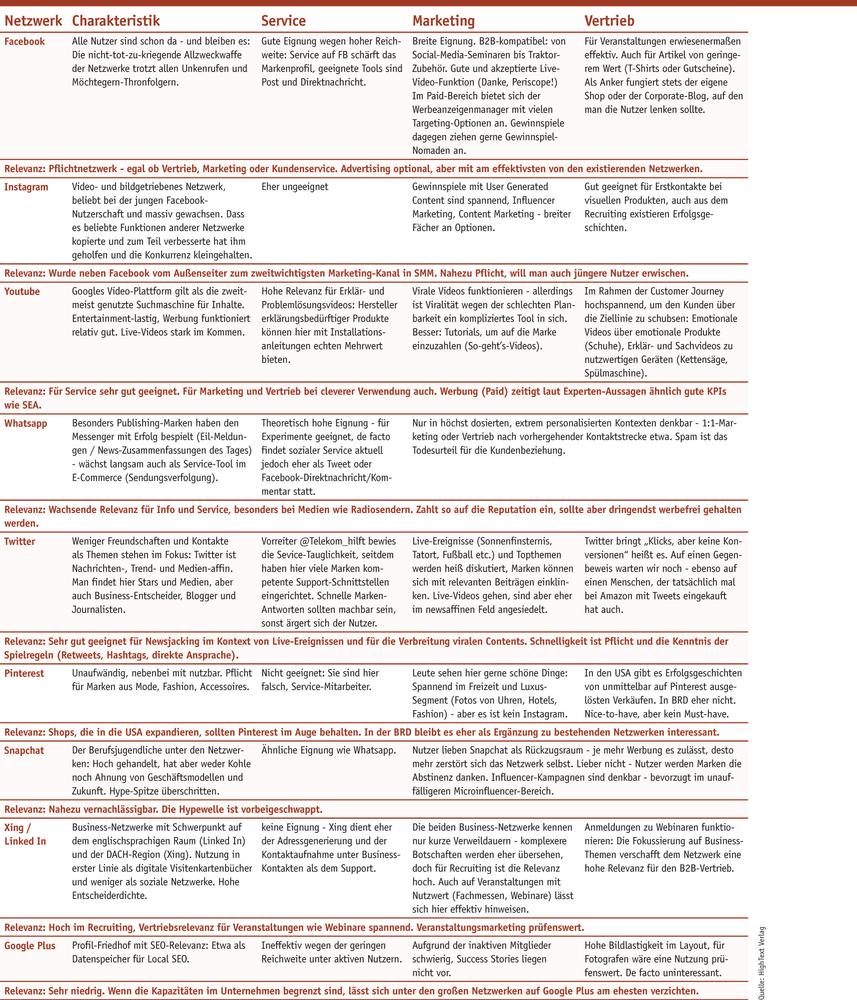 Netzwerk Charakteristik Service Marketing Vertrieb
Facebook
Alle Nutzer sind schon da - und bleiben es:
Die nicht-tot-zu-kriegende Allzweckwaffe
der Netzwerke trotzt allen Unkenrufen und
Möchtegern-Thronfolgern.
Gute Eignung wegen hoher Reich-
weite: Service auf FB schärft das
Markenprofil, geeignete Tools sind
Post und Direktnachricht.
Breite Eignung. B2B-kompatibel: von
Social-Media-Seminaren bis Traktor-
Zubehör. Gute und akzeptierte Live-
Video-Funktion (Danke, Periscope!)
Im Paid-Bereich bietet sich der
Werbeanzeigenmanager mit vielen
Targeting-Optionen an. Gewinnspiele
dagegen ziehen gerne Gewinnspiel-
Nomaden an.
Für Veranstaltungen erwiesenermaßen
effektiv. Auch für Artikel von geringe-
rem Wert (T-Shirts oder Gutscheine).
Als Anker fungiert stets der eigene
Shop oder der Corporate-Blog, auf den
man die Nutzer lenken sollte.
Relevanz: Pflichtnetzwerk - egal ob Vertrieb, Marketing oder Kundenservice. Advertising optional, aber mit am effektivsten von den existierenden Netzwerken.
Instagram
Video- und bildgetriebenes Netzwerk,
beliebt bei der jungen Facebook-
Nutzerschaft und massiv gewachsen. Dass
es beliebte Funktionen anderer Netzwerke
kopierte und zum Teil verbesserte hat ihm
geholfen und die Konkurrenz kleingehalten.
Eher ungeeignet
Gewinnspiele mit User Generated
Content sind spannend, Influencer
Marketing, Content Marketing - breiter
Fächer an Optionen.
Gut geeignet für Erstkontakte bei
visuellen Produkten, auch aus dem
Recruiting existieren Erfolgsge-
schichten.
Relevanz: Wurde neben Facebook vom Außenseiter zum zweitwichtigsten Marketing-Kanal in SMM. Nahezu Pflicht, will man auch jüngere Nutzer erwischen.
Youtube
Googles Video-Plattform gilt als die zweit-
meist genutzte Suchmaschine für Inhalte.
Entertainment-lastig, Werbung funktioniert
relativ gut. Live-Videos stark im Kommen.
Hohe Relevanz für Erklär- und
Problemlösungsvideos: Hersteller
erklärungsbedürftiger Produkte
können hier mit Installations-
anleitungen echten Mehrwert
bieten.
Virale Videos funktionieren - allerdings
ist Viralität wegen der schlechten Plan-
barkeit ein kompliziertes Tool in sich.
Besser: Tutorials, um auf die Marke
einzuzahlen (So-geht's-Videos).
Im Rahmen der Customer Journey
hochspannend, um den Kunden über
die Ziellinie zu schubsen: Emotionale
Videos über emotionale Produkte
(Schuhe), Erklär- und Sachvideos zu
nutzwertigen Geräten (Kettensäge,
Spülmaschine).
Relevanz: Für Service sehr gut geeignet. Für Marketing und Vertrieb bei cleverer Verwendung auch. Werbung (Paid) zeitigt laut Experten-Aussagen ähnlich gute KPIs
wie SEA.
Whatsapp
Besonders Publishing-Marken haben den
Messenger mit Erfolg bespielt (Eil-Meldun-
gen / News-Zusammenfassungen des Tages)
- wächst langsam auch als Service-Tool im
E-Commerce (Sendungsverfolgung).
Theoretisch hohe Eignung - für
Experimente geeignet, de facto
findet sozialer Service aktuell
jedoch eher als Tweet oder
Facebook-Direktnachricht/Kom-
mentar statt.
Nur in höchst dosierten, extrem personalisierten Kontexten denkbar - 1:1-Mar-
keting oder Vertrieb nach vorhergehender Kontaktstrecke etwa. Spam ist das
Todesurteil für die Kundenbeziehung.
Relevanz: Wachsende Relevanz für Info und Service, besonders bei Medien wie Radiosendern. Zahlt so auf die Reputation ein, sollte aber dringendst werbefrei gehalten
werden.
Twitter
Weniger Freundschaften und Kontakte
als Themen stehen im Fokus: Twitter ist
Nachrichten-, Trend- und Medien-affin.
Man findet hier Stars und Medien, aber
auch Business-Entscheider, Blogger und
Journalisten.
Vorreiter @Telekom_hilft bewies
die Sevice-Tauglichkeit, seitdem
haben hier viele Marken kom-
petente Support-Schnittstellen
eingerichtet. Schnelle Marken-
Antworten sollten machbar sein,
sonst ärgert sich der Nutzer.
Live-Ereignisse (Sonnenfinsternis,
Tatort, Fußball etc.) und Topthemen
werden heiß diskutiert, Marken können
sich mit relevanten Beiträgen einklin-
ken. Live-Videos gehen, sind aber eher
im newsaffinen Feld angesiedelt.
Twitter bringt „Klicks, aber keine Kon-
versionen“ heißt es. Auf einen Gegen-
beweis warten wir noch - ebenso auf
einen Menschen, der tatsächlich mal
bei Amazon mit Tweets eingekauft
hat auch.
Relevanz: Sehr gut geeignet für Newsjacking im Kontext von Live-Ereignissen und für die Verbreitung viralen Contents. Schnelligkeit ist Pflicht und die Kenntnis der
Spielregeln (Retweets, Hashtags, direkte Ansprache).
Pinterest
Unaufwändig, nebenbei mit nutzbar. Pflicht
für Marken aus Mode, Fashion, Accessoires.
Nicht geeignet: Sie sind hier
falsch, Service-Mitarbeiter.
Leute sehen hier gerne schöne Dinge:
Spannend im Freizeit und Luxus-
Segment (Fotos von Uhren, Hotels,
Fashion) - aber es ist kein Instagram.
In den USA gibt es Erfolgsgeschichten
von unmittelbar auf Pinterest ausge-
lösten Verkäufen. In BRD eher nicht.
Nice-to-have, aber kein Must-have.
Relevanz: Shops, die in die USA expandieren, sollten Pinterest im Auge behalten. In der BRD bleibt es eher als Ergänzung zu bestehenden Netzwerken interessant.
Snapchat
Der Berufsjugendliche unter den Netzwer-
ken: Hoch gehandelt, hat aber weder Kohle
noch Ahnung von Geschäftsmodellen und
Zukunft. Hype-Spitze überschritten.
Ähnliche Eignung wie Whatsapp.
Nutzer lieben Snapchat als Rückzugsraum - je mehr Werbung es zulässt, desto
mehr zerstört sich das Netzwerk selbst. Lieber nicht - Nutzer werden Marken die
Abstinenz danken. Influencer-Kampagnen sind denkbar - bevorzugt im unauf-
fälligeren Microinfluencer-Bereich.
Relevanz: Nahezu vernachlässigbar. Die Hypewelle ist vorbeigeschwappt.
Xing /
Linked In
Business-Netzwerke mit Schwerpunkt auf
dem englischsprachigen Raum (Linked In)
und der DACH-Region (Xing). Nutzung in
erster Linie als digitale Visitenkartenbücher
und weniger als soziale Netzwerke. Hohe
Entscheiderdichte.
keine Eignung - Xing dient eher
der Adressgenerierung und der
Kontaktaufnahme unter Business-
Kontakten als dem Support.
Die beiden Business-Netzwerke kennen
nur kurze Verweildauern - komplexere
Botschaften werden eher übersehen,
doch für Recruiting ist die Relevanz
hoch. Auch auf Veranstaltungen mit
Nutzwert (Fachmessen, Webinare) lässt
sich hier effektiv hinweisen.
Anmeldungen zu Webinaren funktio-
nieren: Die Fokussierung auf Business-
Themen verschafft dem Netzwerk eine
hohe Relevanz für den B2B-Vertrieb.
Relevanz: Hoch im Recruiting, Vertriebsrelevanz für Veranstaltungen wie Webinare spannend. Veranstaltungsmarketing prüfenswert.
Google Plus
Profil-Friedhof mit SEO-Relevanz: Etwa als
Datenspeicher für Local SEO.
Ineffektiv wegen der geringen
Reichweite unter aktiven Nutzern.
Aufgrund der inaktiven Mitglieder
schwierig, Success Stories liegen
nicht vor.
Hohe Bildlastigkeit im Layout, für
Fotografen wäre eine Nutzung prü-
fenswert. De facto uninteressant.
Relevanz: Sehr niedrig. Wenn die Kapazitäten im Unternehmen begrenzt sind, lässt sich unter den großen Netzwerken auf Google Plus am ehesten verzichten.
Quelle: HighText Verlag